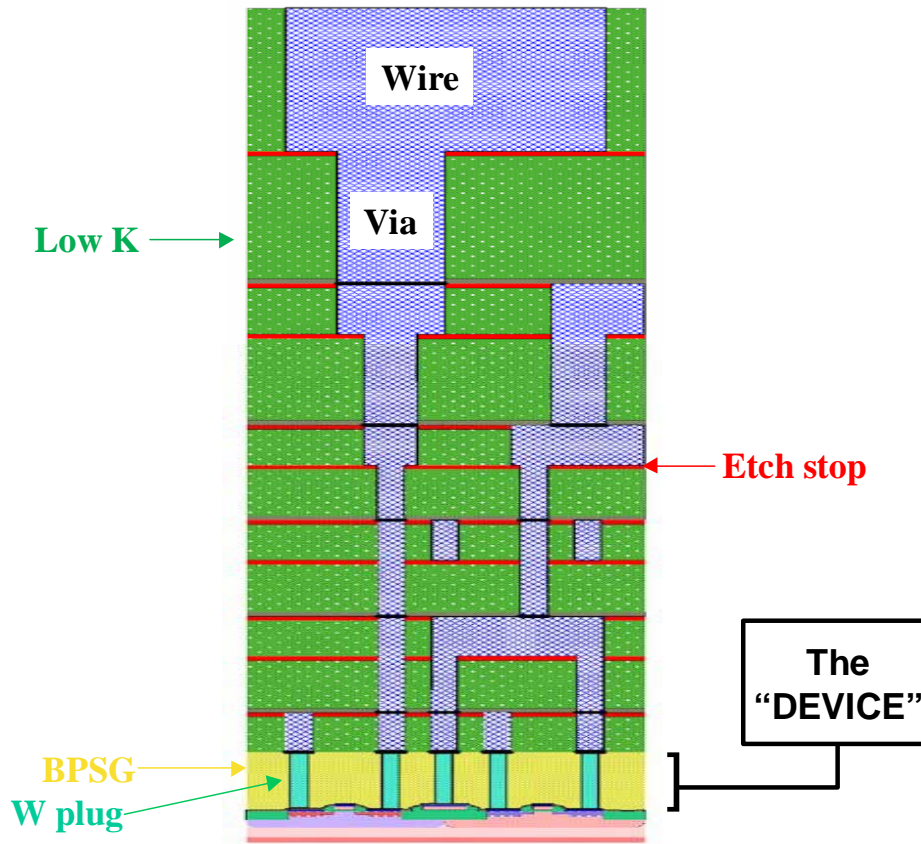 Wire
Via
Low K
Etch stop
The
“DEVICE”
BPSG
W plug